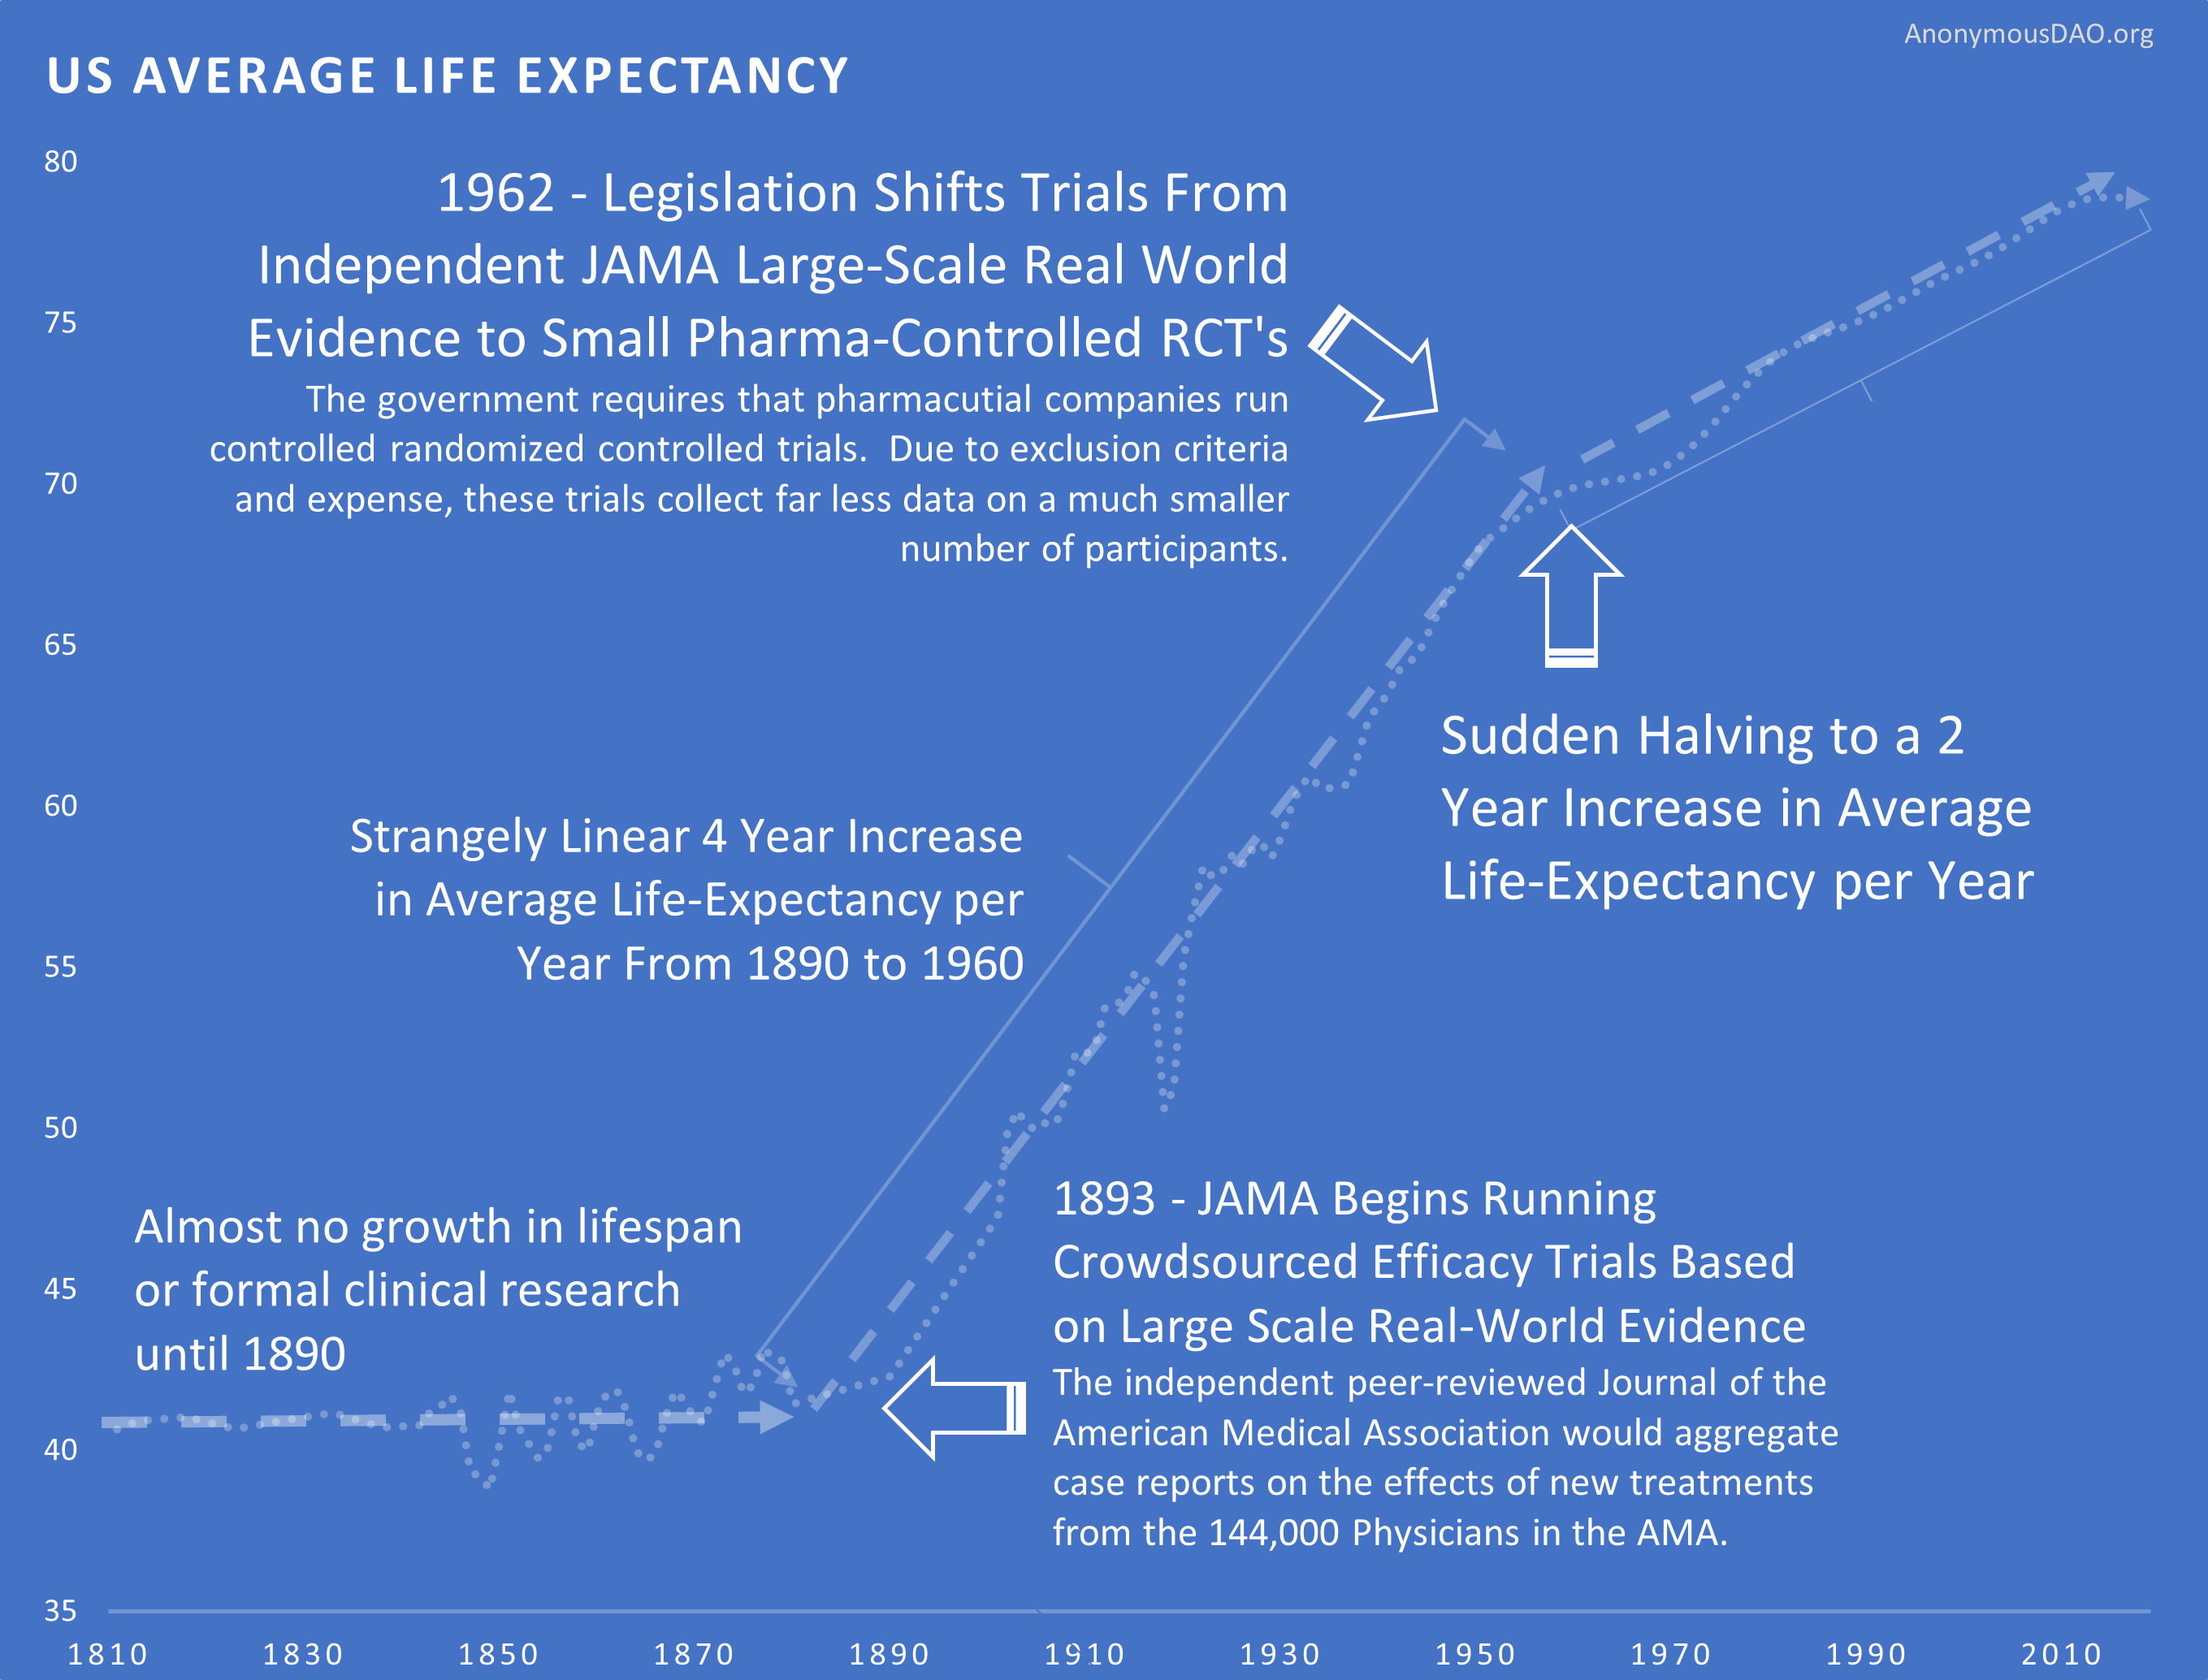 AnonymousDAO.org
US AVERAGE LIFE EXPECTANCY
80
1962 - Legislation Shifts Trials From
Independent JAMA Large-Scale Real World
Evidence to Small Pharma-Controlled RCT's
The government requires that pharmacutial companies run
controlled randomized controlled trials.  Due to exclusion criteria
and expense, these trials collect far less data on a much smaller
number of participants.
75
70
65
Sudden Halving to a 2
Year Increase in Average
Life-Expectancy per Year
60
Strangely Linear 4 Year Increase
in Average Life-Expectancy per
Year From 1890 to 1960
55
50
1893 - JAMA Begins Running
Crowdsourced Efficacy Trials Based
on Large Scale Real-World Evidence
The independent peer-reviewed Journal of the
American Medical Association would aggregate
case reports on the effects of new treatments
from the 144,000 Physicians in the AMA.
Almost no growth in lifespan
or formal clinical research
until 1890
45
40
35
1810 1830 1850 1870 1890 1910 1930 1950 1970 1990 2010